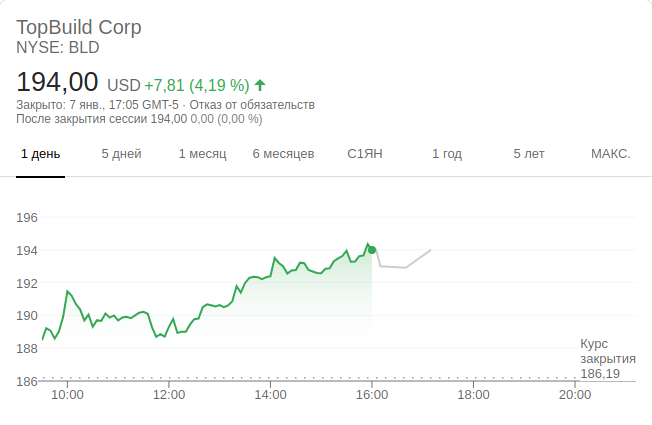 TopBuild Corp
NYSE: BLD
194,00 USD +7,81 (4,19 %)
Закрыто: 7 янв., 17:05 GMT-5 · Отказ от обязательств
После закрытия сессии 194,00 0,00 (0,00 %)
1 день 5 дней 1 месяц 6 месяцев С1ЯН 1 год 5 лет МАКС.
196
194
192
190
188
Курс
закрытия
186,19
186
10:00 12:00 14:00 16:00 18:00 20:00